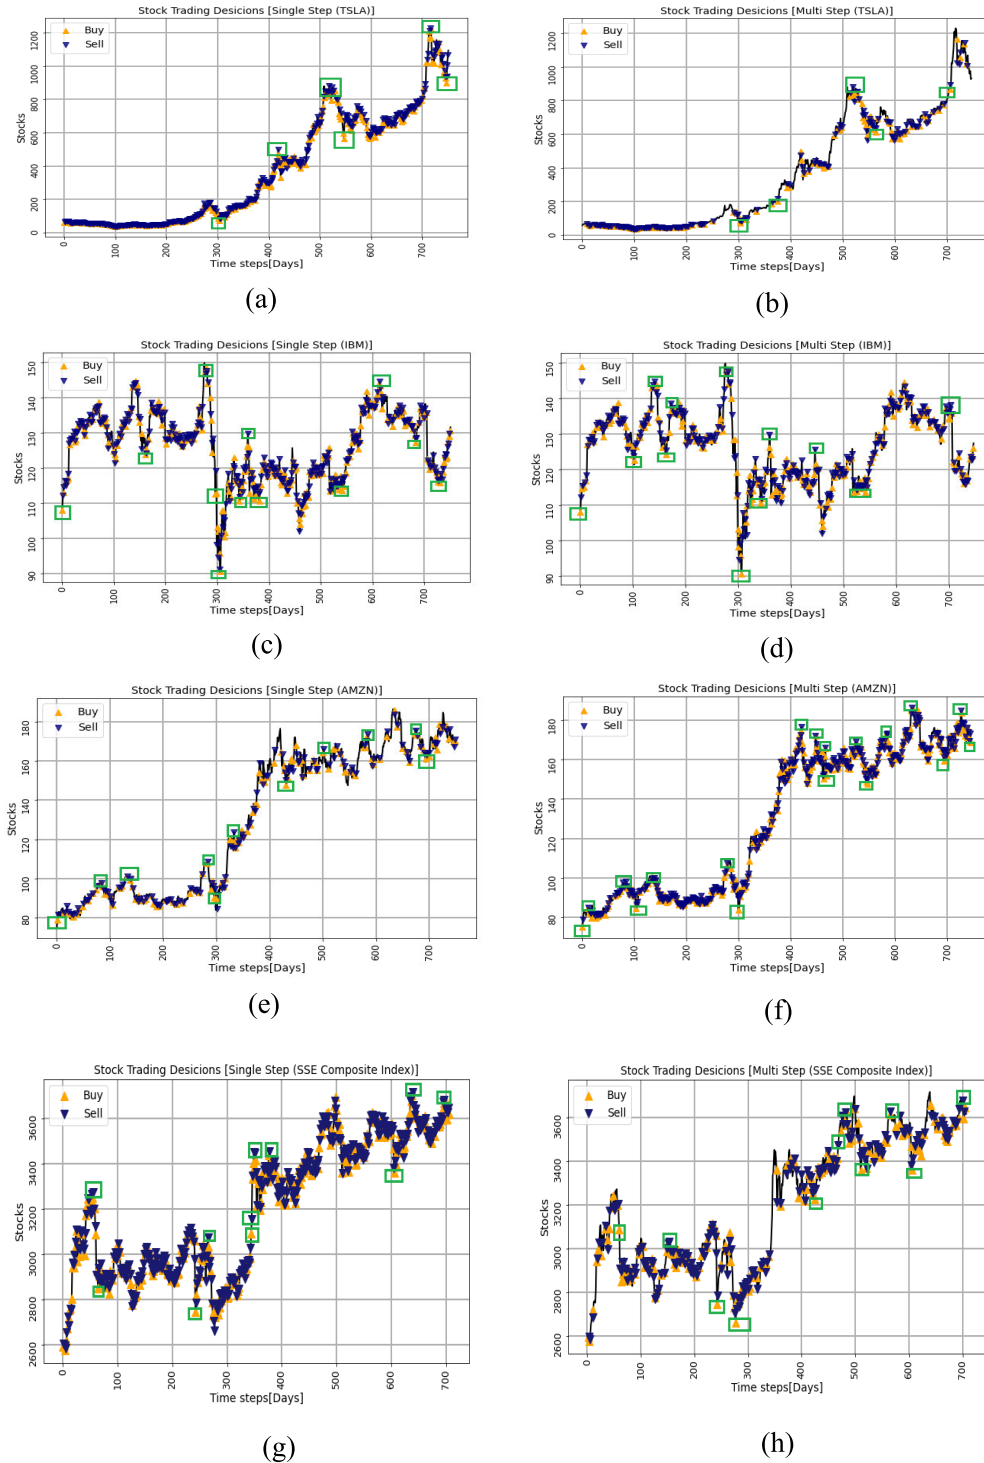 Stock Trading Desicions [Single Step (TSLA)]
Buy
Sell
Stocks
1200
1000
800
600
400
200
0
0 100 200 300 400 500 600 700
Time steps[Days]
(a)
Stock Trading Desicions [Multi Step (TSLA)]
Buy
Sell
Stocks
1200
1000
800
600
400
200
0
0 100 200 300 400 500 600 700
Time steps[Days]
(b)
Stock Trading Desicions [Single Step (IBM)]
Buy
Sell
Stocks
150
140
130
120
110
100
90
0 100 200 300 400 500 600 700
Time steps[Days]
(c)
Stock Trading Desicions [Multi Step (IBM)]
Buy
Sell
Stocks
150
140
130
120
110
100
90
0 100 200 300 400 500 600 700
Time steps[Days]
(d)
Stock Trading Desicions [Single Step (AMZN)]
Buy
Sell
Stocks
180
160
140
120
100
80
0 100 200 300 400 500 600 700
Time steps[Days]
(e)
Stock Trading Desicions [Multi Step (AMZN)]
Buy
Sell
Stocks
180
160
140
120
100
80
0 100 200 300 400 500 600 700
Time steps[Days]
(f)
Stock Trading Desicions [Single Step (SSE Composite Index)]
Buy
Sell
Stocks
3600
3400
3200
3000
2800
2600
0 100 200 300 400 500 600 700
Time steps[Days]
(g)
Stock Trading Desicions [Multi Step (SSE Composite Index)]
Buy
Sell
Stocks
3600
3400
3200
3000
2800
2600
0 100 200 300 400 500 600 700
Time steps[Days]
(h)